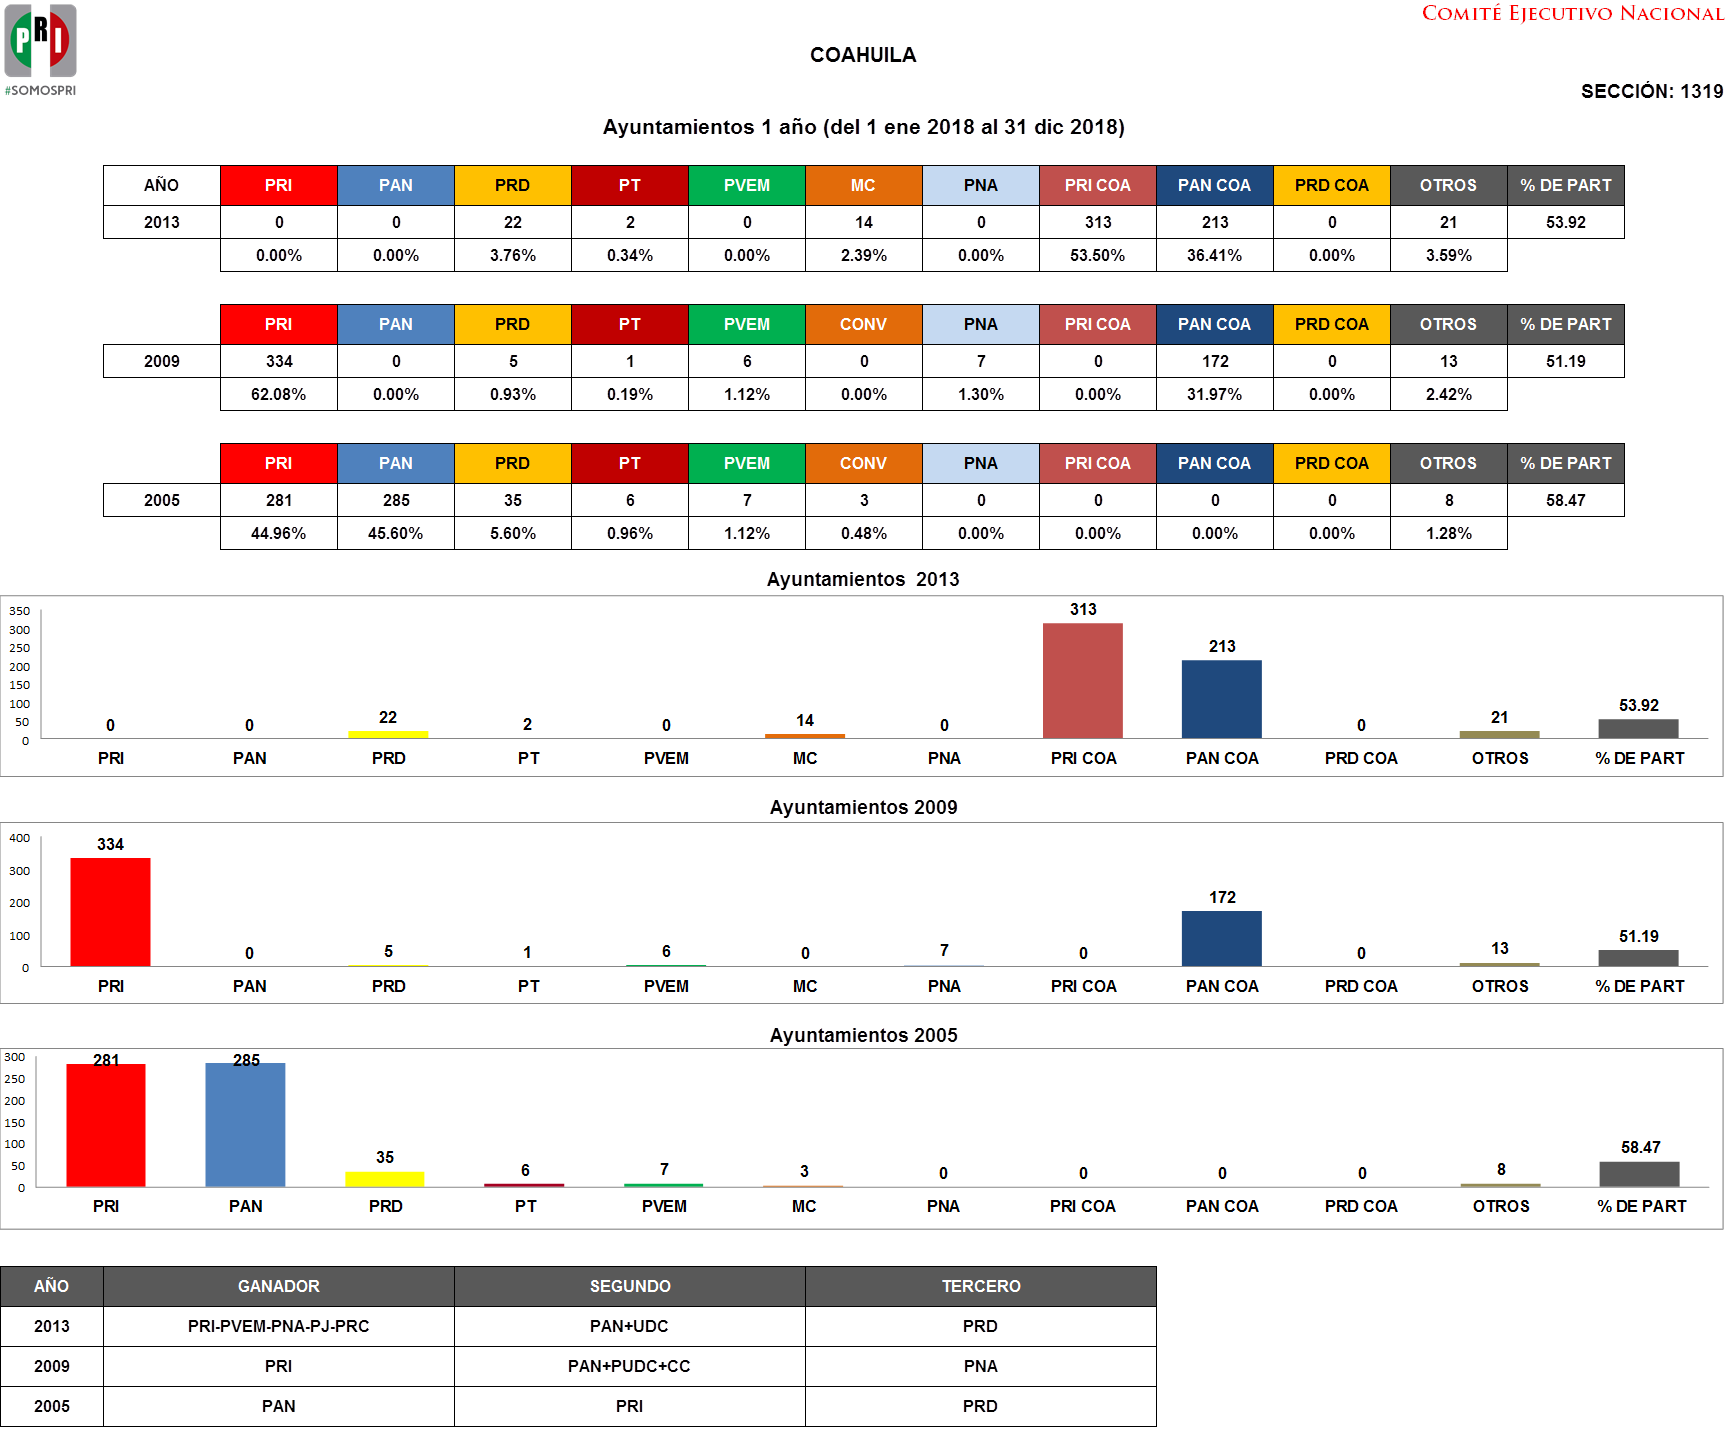 COMITÉ EJECUTIVO NACIONAL
PRI
#SOMOSPRI
COAHUILA
SECCIÓN: 1319
Ayuntamientos 1 año (del 1 ene 2018 al 31 dic 2018)
AÑO PRI PAN PRD PT PVEM MC PNA PRI COA PAN COA PRD COA OTROS % DE PART
2013 0 0 22 2 0 14 0 313 213 0 21 53.92
0.00% 0.00% 3.76% 0.34% 0.00% 2.39% 0.00% 53.50% 36.41% 0.00% 3.59%
PRI PAN PRD PT PVEM CONV PNA PRI COA PAN COA PRD COA OTROS % DE PART
2009 334 0 5 1 6 0 7 0 172 0 13 51.19
62.08% 0.00% 0.93% 0.19% 1.12% 0.00% 1.30% 0.00% 31.97% 0.00% 2.42%
PRI PAN PRD PT PVEM CONV PNA PRI COA PAN COA PRD COA OTROS % DE PART
2005 281 285 35 6 7 3 0 0 0 0 8 58.47
44.96% 45.60% 5.60% 0.96% 1.12% 0.48% 0.00% 0.00% 0.00% 0.00% 1.28%
Ayuntamientos 2013
350
300
250
200
150
100
50
0
0 0 22 2 0 14 0 313 213 0 21 53.92
PRI PAN PRD PT PVEM MC PNA PRI COA PAN COA PRD COA OTROS % DE PART
Ayuntamientos 2009
400
300
200
100
0
334 0 5 1 6 0 7 0 172 0 13 51.19
PRI PAN PRD PT PVEM MC PNA PRI COA PAN COA PRD COA OTROS % DE PART
Ayuntamientos 2005
300
250
200
150
100
50
0
281 285 35 6 7 3 0 0 0 0 8 58.47
PRI PAN PRD PT PVEM MC PNA PRI COA PAN COA PRD COA OTROS % DE PART
AÑO GANADOR SEGUNDO TERCERO
2013 PRI-PVEM-PNA-PJ-PRC PAN+UDC PRD
2009 PRI PAN+PUDC+CC PNA
2005 PAN PRI PRD